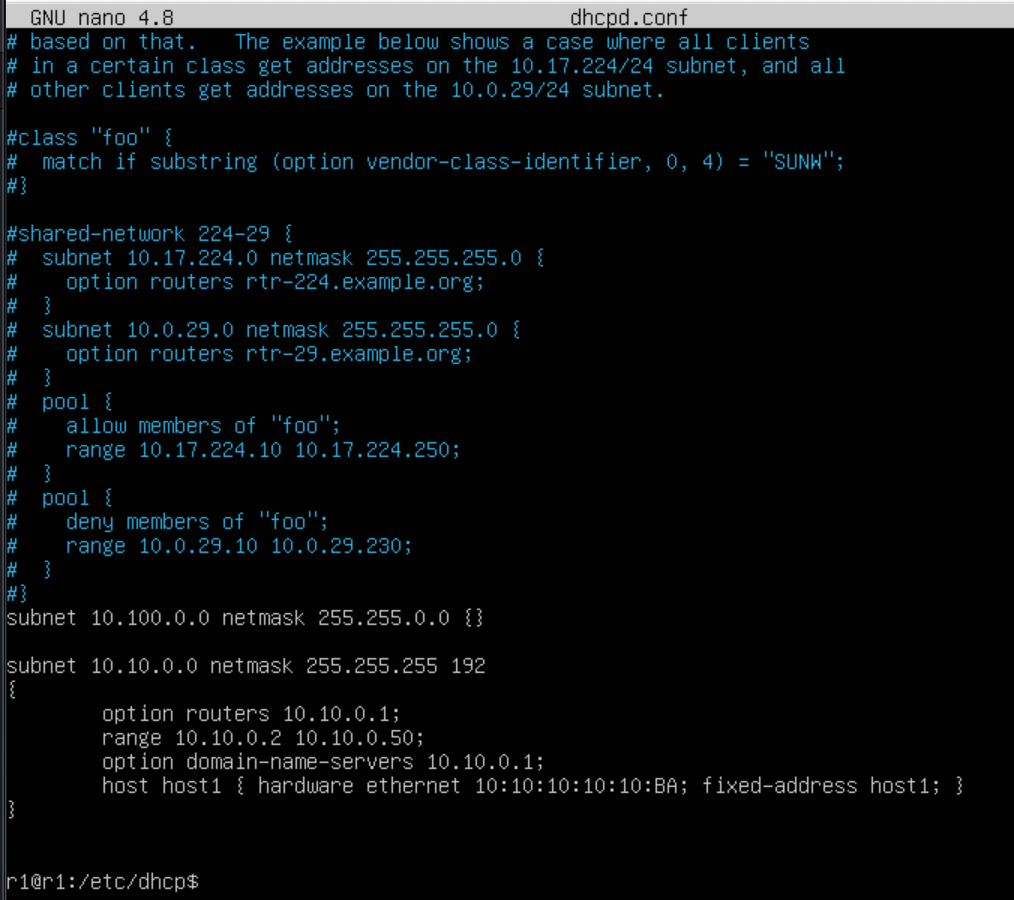 GNU nano 4.8 dhcpd.conf
# based on that.   The example below shows a case where all clients
# in a certain class get addresses on the 10.17.224/24 subnet, and all
# other clients get addresses on the 10.0.29/24 subnet.

#class "foo" {
#  match if substring (option vendor-class-identifier, 0, 4) = "SUNW";
#}

#shared-network 224-29 {
#  subnet 10.17.224.0 netmask 255.255.255.0 {
#    option routers rtr-224.example.org;
#  }
#  subnet 10.0.29.0 netmask 255.255.255.0 {
#    option routers rtr-29.example.org;
#  }
#  pool {
#    allow members of "foo";
#    range 10.17.224.10 10.17.224.250;
#  }
#  pool {
#    deny members of "foo";
#    range 10.0.29.10 10.0.29.230;
#  }
#}
subnet 10.100.0.0 netmask 255.255.0.0 {}

subnet 10.10.0.0 netmask 255.255.255 192
{
        option routers 10.10.0.1;
        range 10.10.0.2 10.10.0.50;
        option domain-name-servers 10.10.0.1;
        host host1 { hardware ethernet 10:10:10:10:10:BA; fixed-address host1; }
}

r1@r1:/etc/dhcp$